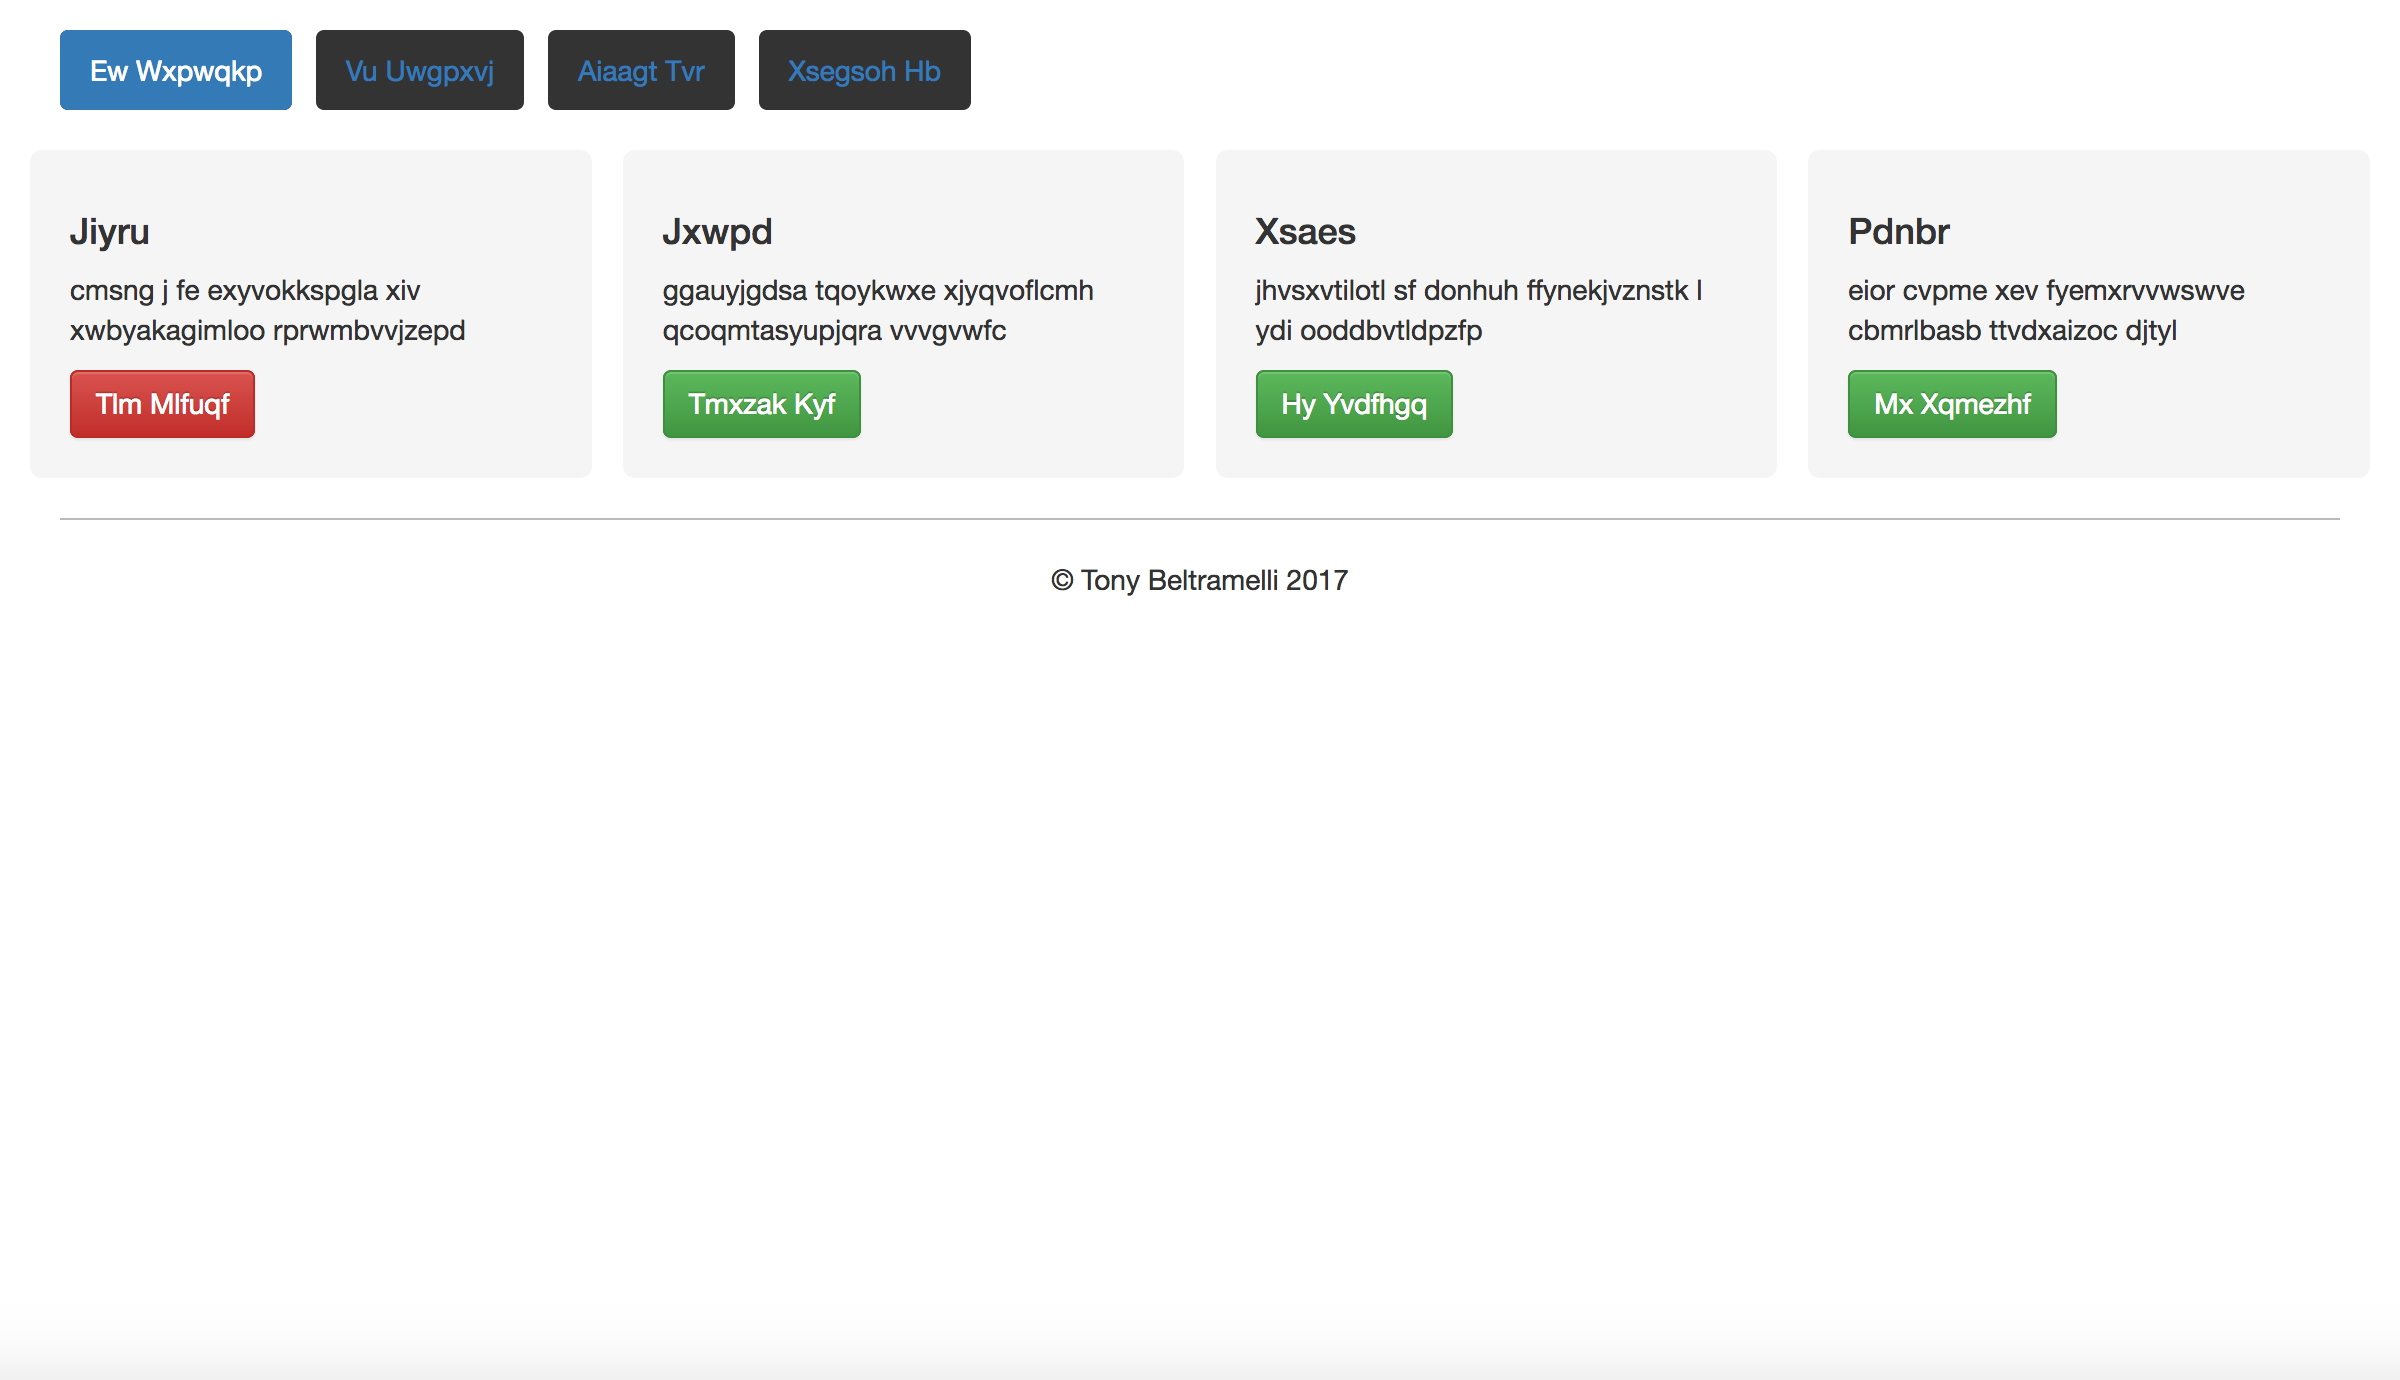 Ew Wxpwqkp
Vu Uwgpxvj
Aiaagt Tvr
Xsegsoh Hb
Jiyru
cmsng j fe exyvokkspgla xiv
xwbyakagimloo rprwmbvvjzepd
Tlm Mlfuqf
Jxwpd
ggauyjgdsa tqoykwxe xjyqvoflcmh
qcoqmtasyupjqra vvvgvwfc
Tmxzak Kyf
Xsaes
jhvsxvtilotl sf donhuh ffynekjvznstk l
ydi ooddbvtldpzfp
Hy Yvdfhgq
Pdnbr
eior cvpme xev fyemxrvvwswve
cbmrlbasb ttvdxaizoc djtyl
Mx Xqmezhf
© Tony Beltramelli 2017